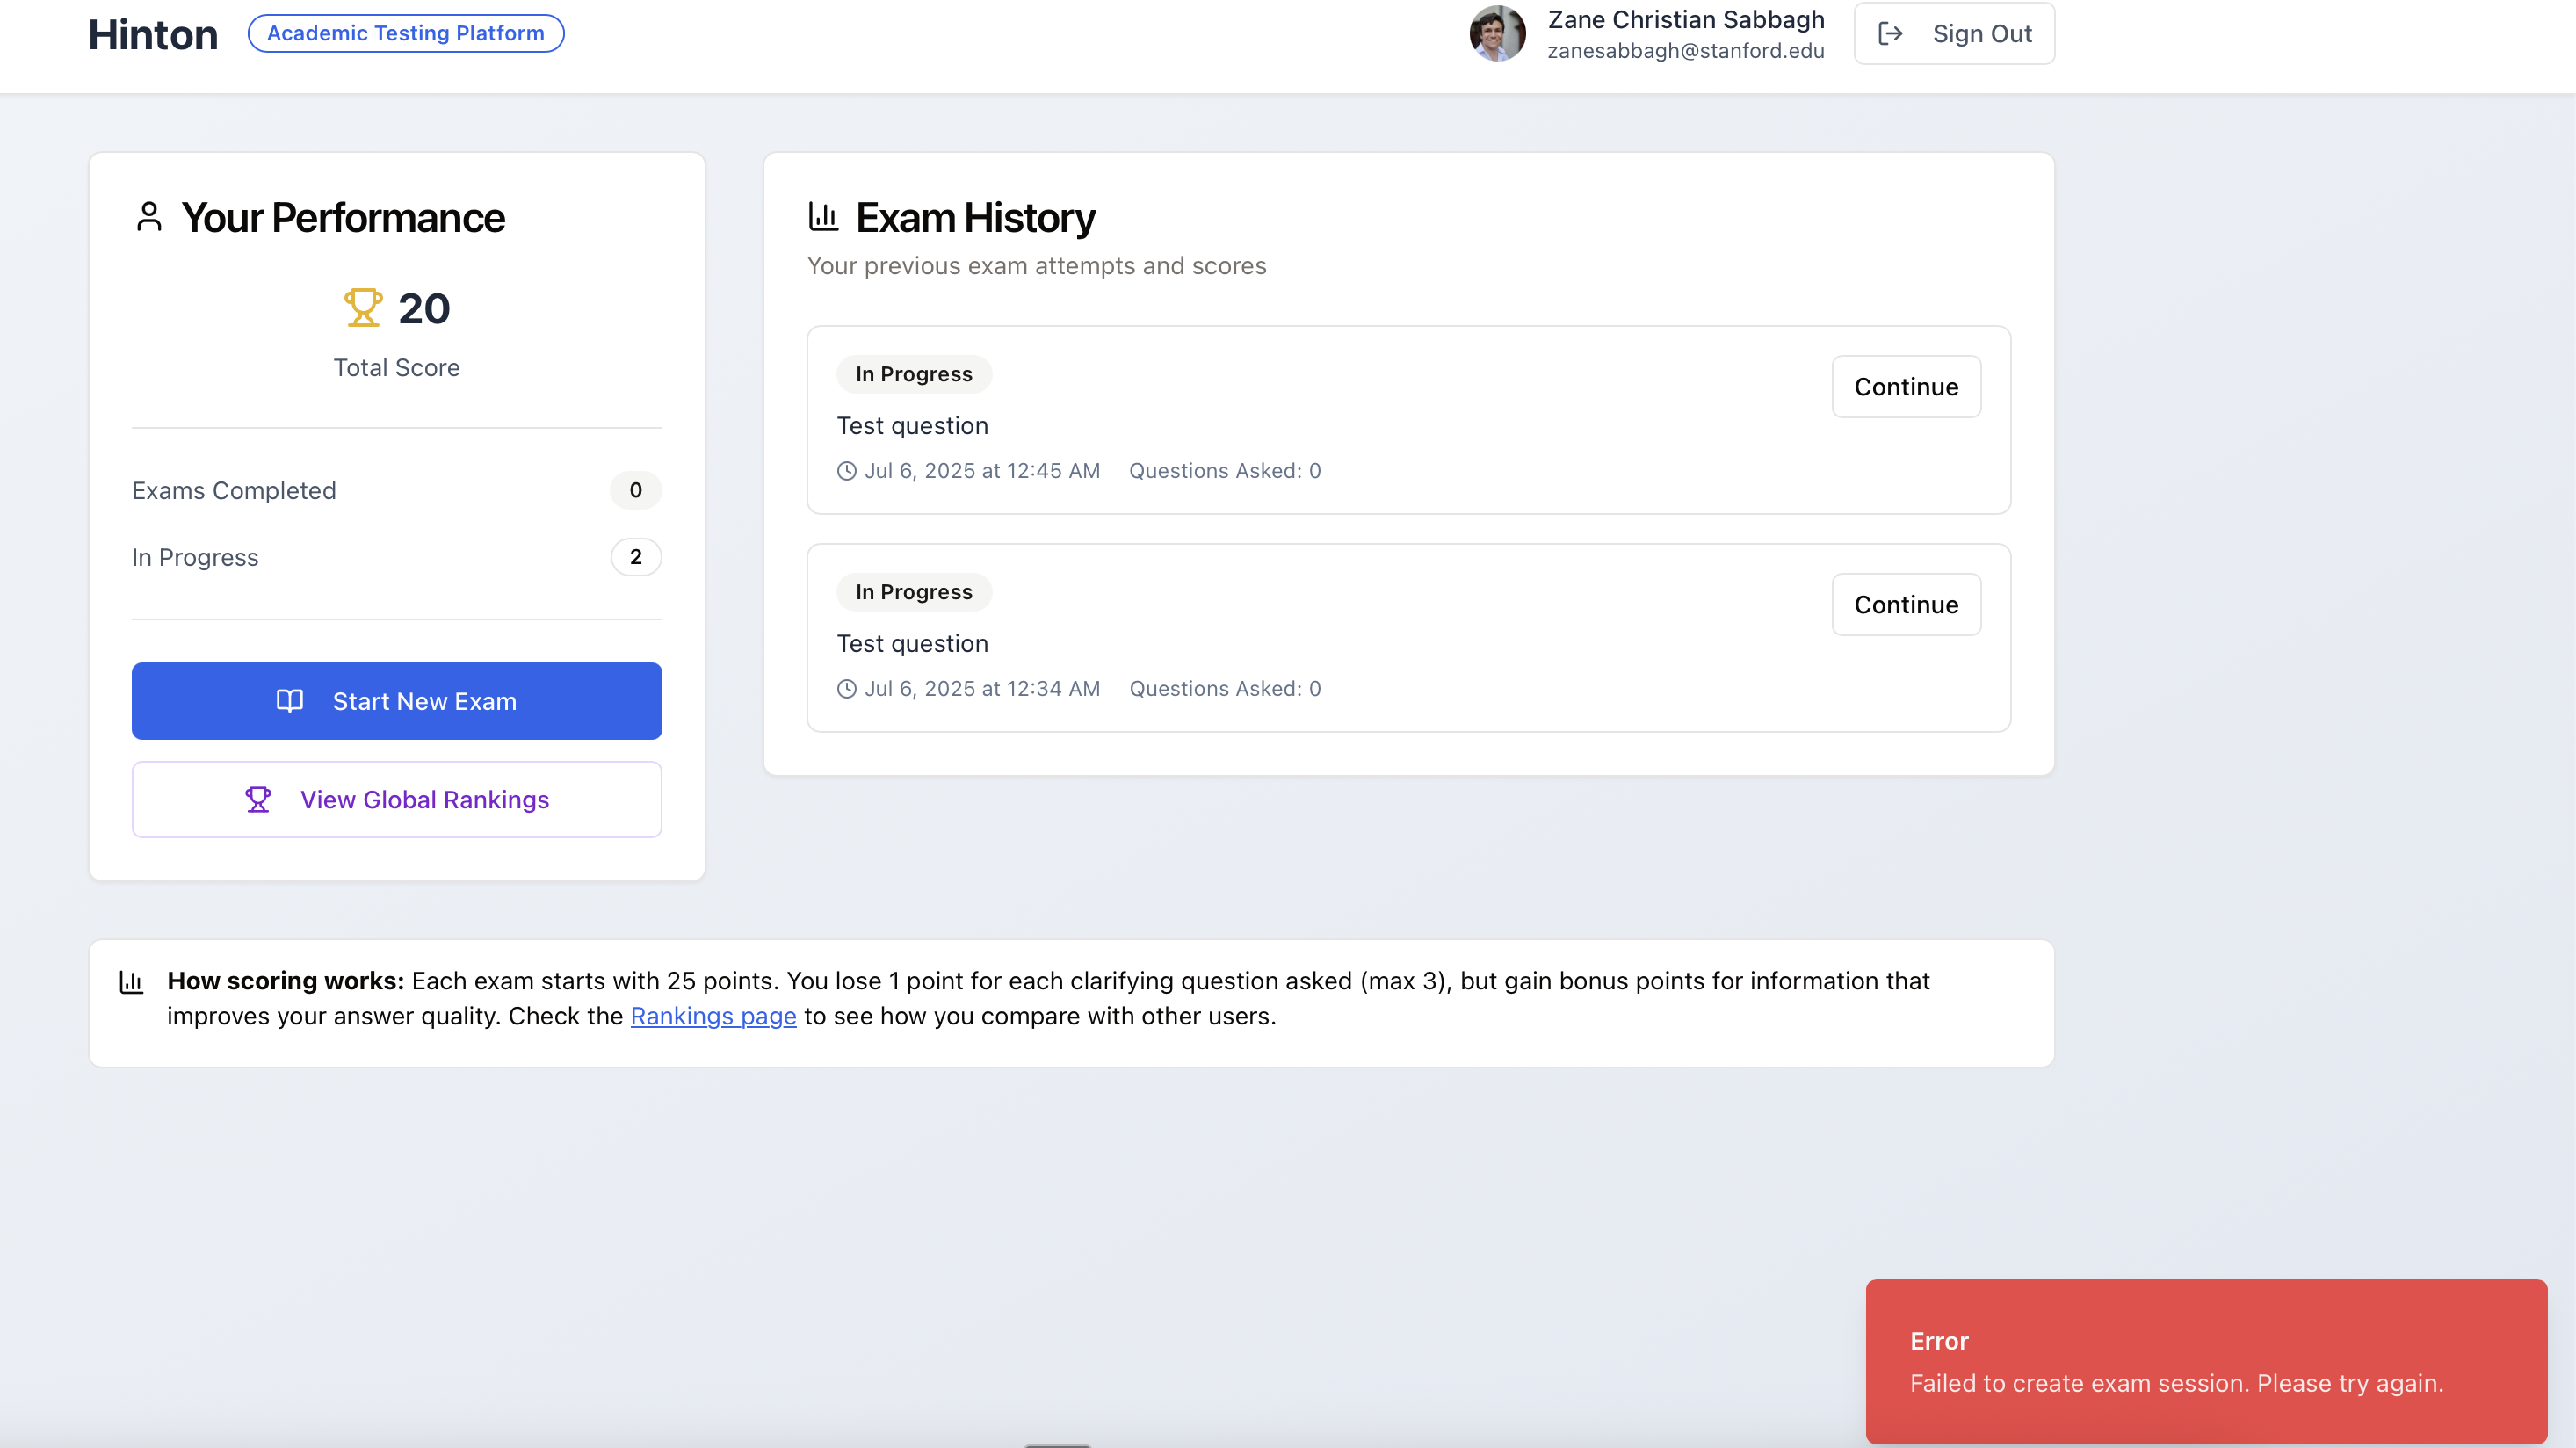 Hinton
Academic Testing Platform
Zane Christian Sabbagh
zanesabbagh@stanford.edu
Sign Out
Your Performance
20
Total Score
Exams Completed
0
In Progress
2
Start New Exam
View Global Rankings
Exam History
Your previous exam attempts and scores
In Progress
Continue
Test question
Jul 6, 2025 at 12:45 AM Questions Asked: 0
In Progress
Continue
Test question
Jul 6, 2025 at 12:34 AM Questions Asked: 0
How scoring works: Each exam starts with 25 points. You lose 1 point for each clarifying question asked (max 3), but gain bonus points for information that
improves your answer quality. Check the Rankings page to see how you compare with other users.
Error
Failed to create exam session. Please try again.